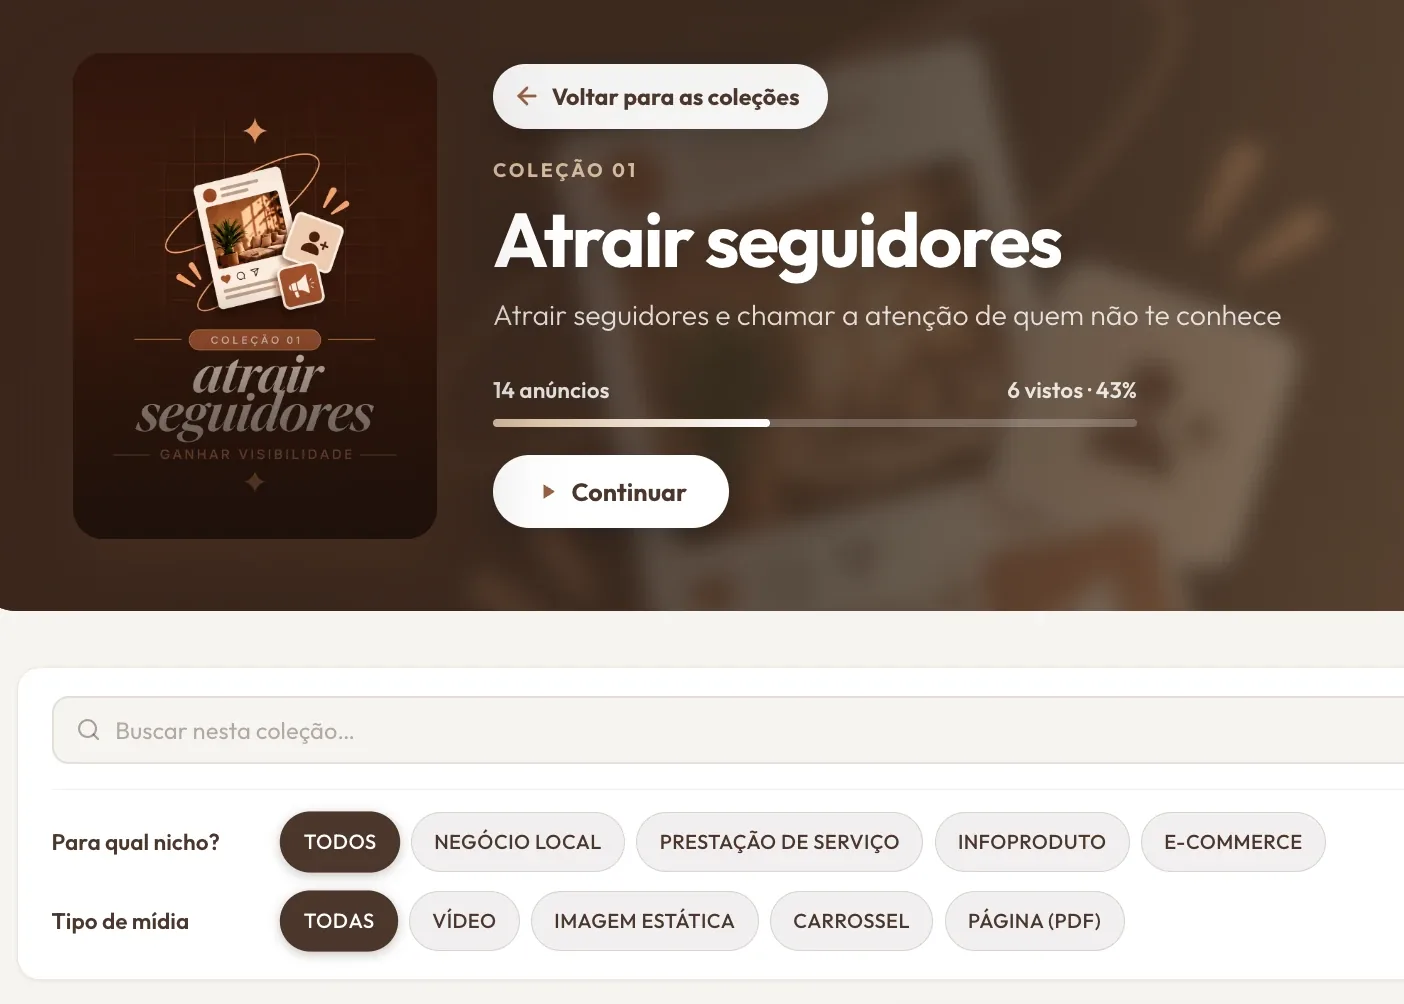 COLEÇÃO 01
atrair
seguidores
GANHAR VISIBILIDADE
Voltar para as coleções
COLEÇÃO 01
Atrair seguidores
Atrair seguidores e chamar a atenção de quem não te conhece
14 anúncios
6 vistos · 43%
Continuar
Buscar nesta coleção...
Para qual nicho?
TODOS
NEGÓCIO LOCAL
PRESTAÇÃO DE SERVIÇO
INFOPRODUTO
E-COMMERCE
Tipo de mídia
TODAS
VÍDEO
IMAGEM ESTÁTICA
CARROSSEL
PÁGINA (PDF)